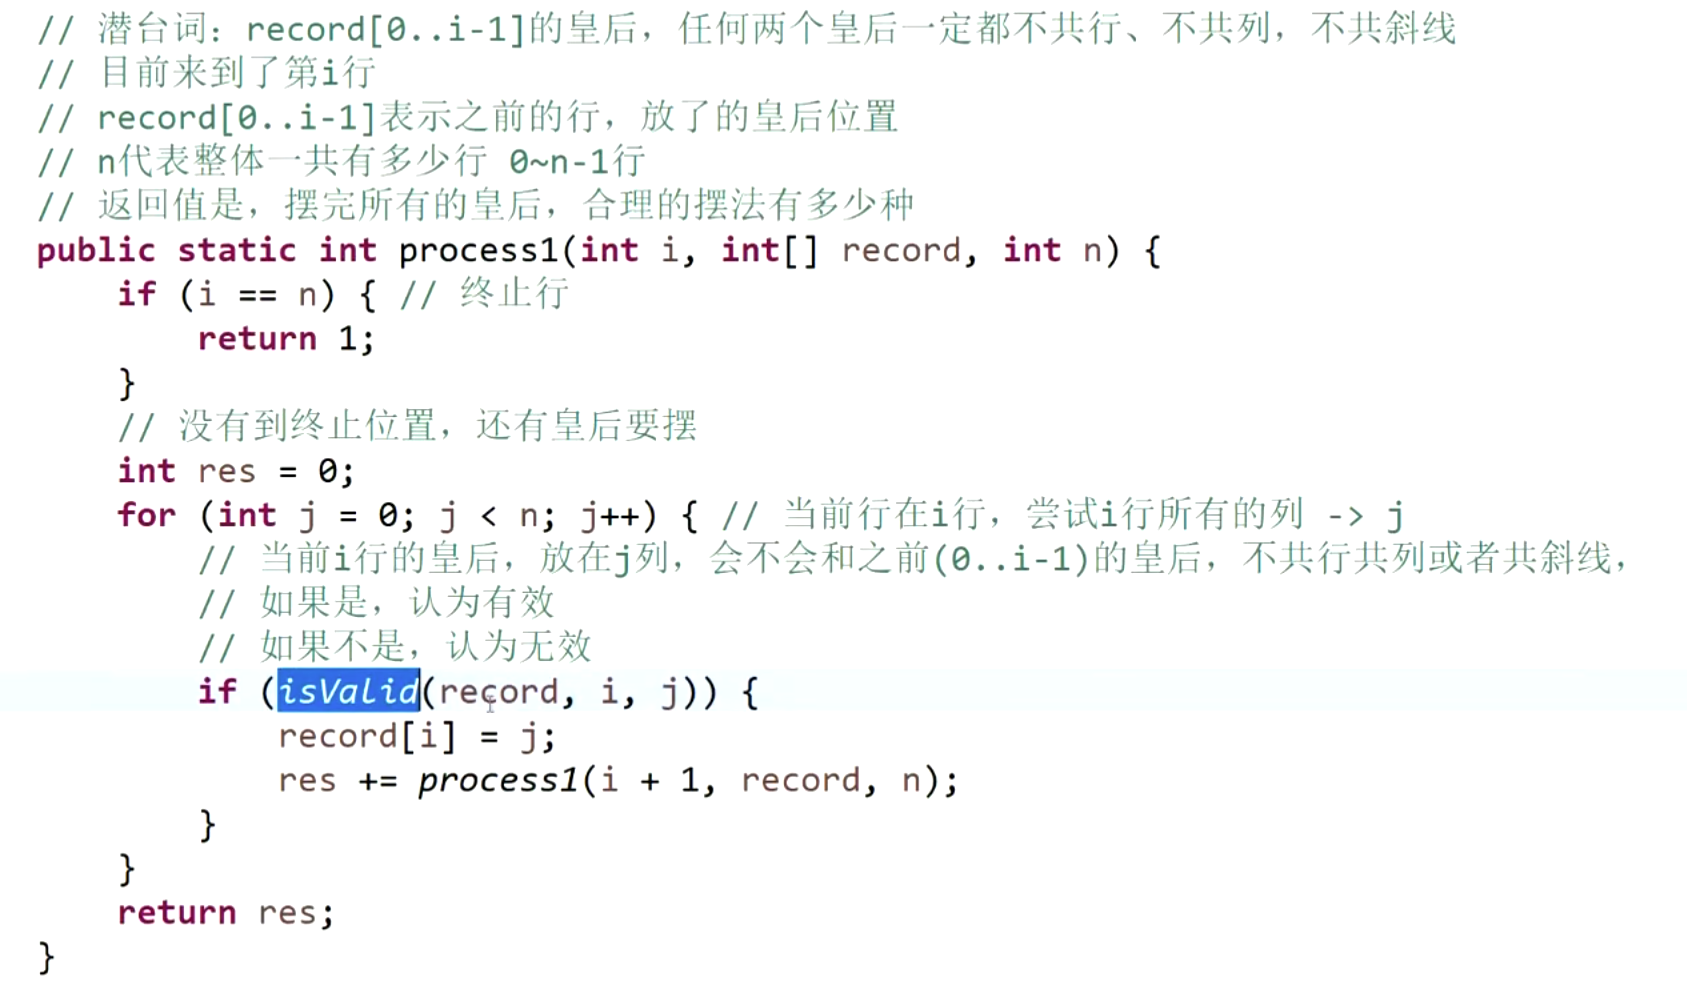 // 潜台词：record[0..i-1]的皇后，任何两个皇后一定都不共行、不共列，不共斜线
// 目前来到了第i行
// record[0..i-1]表示之前的行，放了的皇后位置
// n代表整体一共有多少行 0~n-1行
// 返回值是，摆完所有的皇后，合理的摆法有多少种
public static int process1(int i, int[] record, int n) {
    if (i == n) { // 终止行
        return 1;
    }
    // 没有到终止位置，还有皇后要摆
    int res = 0;
    for (int j = 0; j < n; j++) { // 当前行在i行，尝试i行所有的列 -> j
        // 当前i行的皇后，放在j列，会不会和之前(0..i-1)的皇后，不共行共列或者共斜线，
        // 如果是，认为有效
        // 如果不是，认为无效
        if (isValid(record, i, j)) {
            record[i] = j;
            res += process1(i + 1, record, n);
        }
    }
    return res;
}